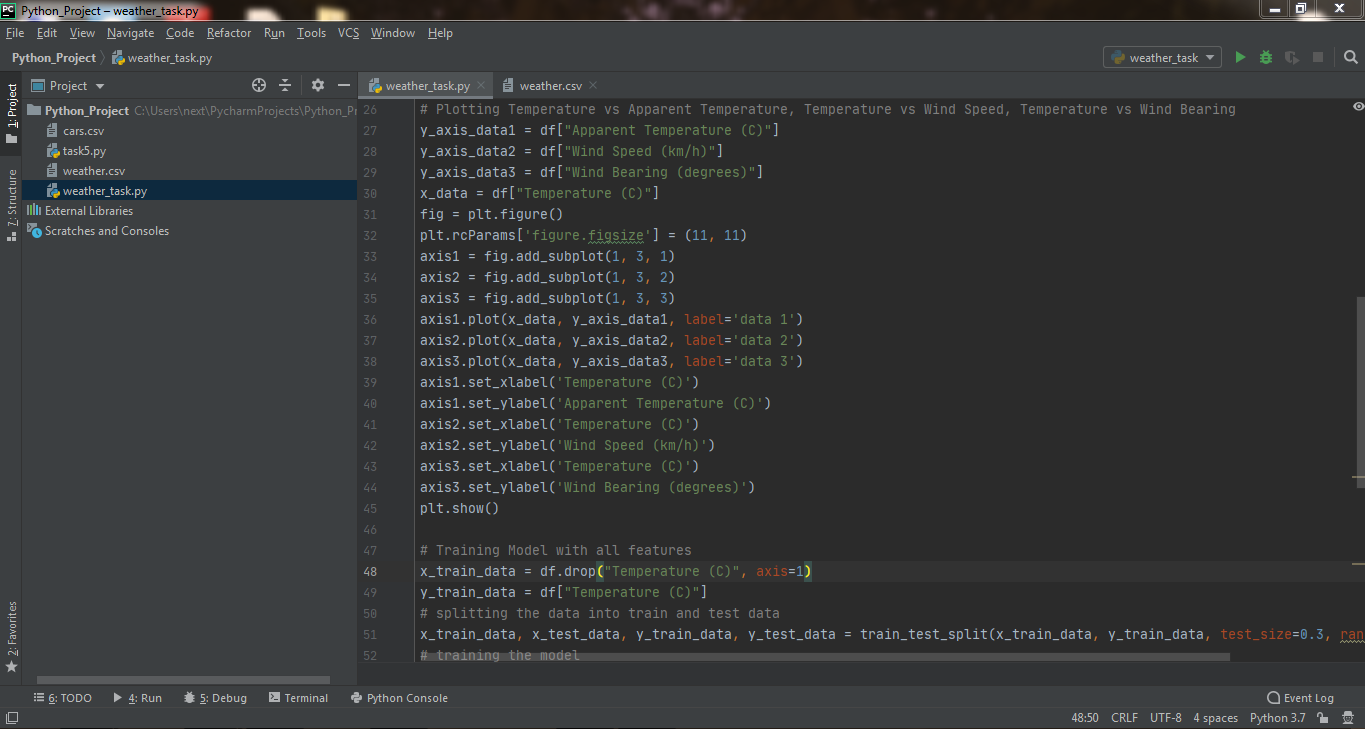 PC Python_Project – weather_task.py
File Edit View Navigate Code Refactor Run Tools VCS Window Help
Python_Project weather_task.py weather_task
1: Project
7: Structure
2: Favorites
Project
Python_Project C:\Users\next\PycharmProjects\Python_Pr
cars.csv
task5.py
weather.csv
weather_task.py
External Libraries
Scratches and Consoles
weather_task.py weather.csv
26 # Plotting Temperature vs Apparent Temperature, Temperature vs Wind Speed, Temperature vs Wind Bearing
27 y_axis_data1 = df["Apparent Temperature (C)"]
28 y_axis_data2 = df["Wind Speed (km/h)"]
29 y_axis_data3 = df["Wind Bearing (degrees)"]
30 x_data = df["Temperature (C)"]
31 fig = plt.figure()
32 plt.rcParams['figure.figsize'] = (11, 11)
33 axis1 = fig.add_subplot(1, 3, 1)
34 axis2 = fig.add_subplot(1, 3, 2)
35 axis3 = fig.add_subplot(1, 3, 3)
36 axis1.plot(x_data, y_axis_data1, label='data 1')
37 axis2.plot(x_data, y_axis_data2, label='data 2')
38 axis3.plot(x_data, y_axis_data3, label='data 3')
39 axis1.set_xlabel('Temperature (C)')
40 axis1.set_ylabel('Apparent Temperature (C)')
41 axis2.set_xlabel('Temperature (C)')
42 axis2.set_ylabel('Wind Speed (km/h)')
43 axis3.set_xlabel('Temperature (C)')
44 axis3.set_ylabel('Wind Bearing (degrees)')
45 plt.show()
46
47 # Training Model with all features
48 x_train_data = df.drop("Temperature (C)", axis=1)
49 y_train_data = df["Temperature (C)"]
50 # splitting the data into train and test data
51 x_train_data, x_test_data, y_train_data, y_test_data = train_test_split(x_train_data, y_train_data, test_size=0.3, ran
52 # training the model
6: TODO 4: Run 5: Debug Terminal Python Console Event Log
48:50 CRLF UTF-8 4 spaces Python 3.7